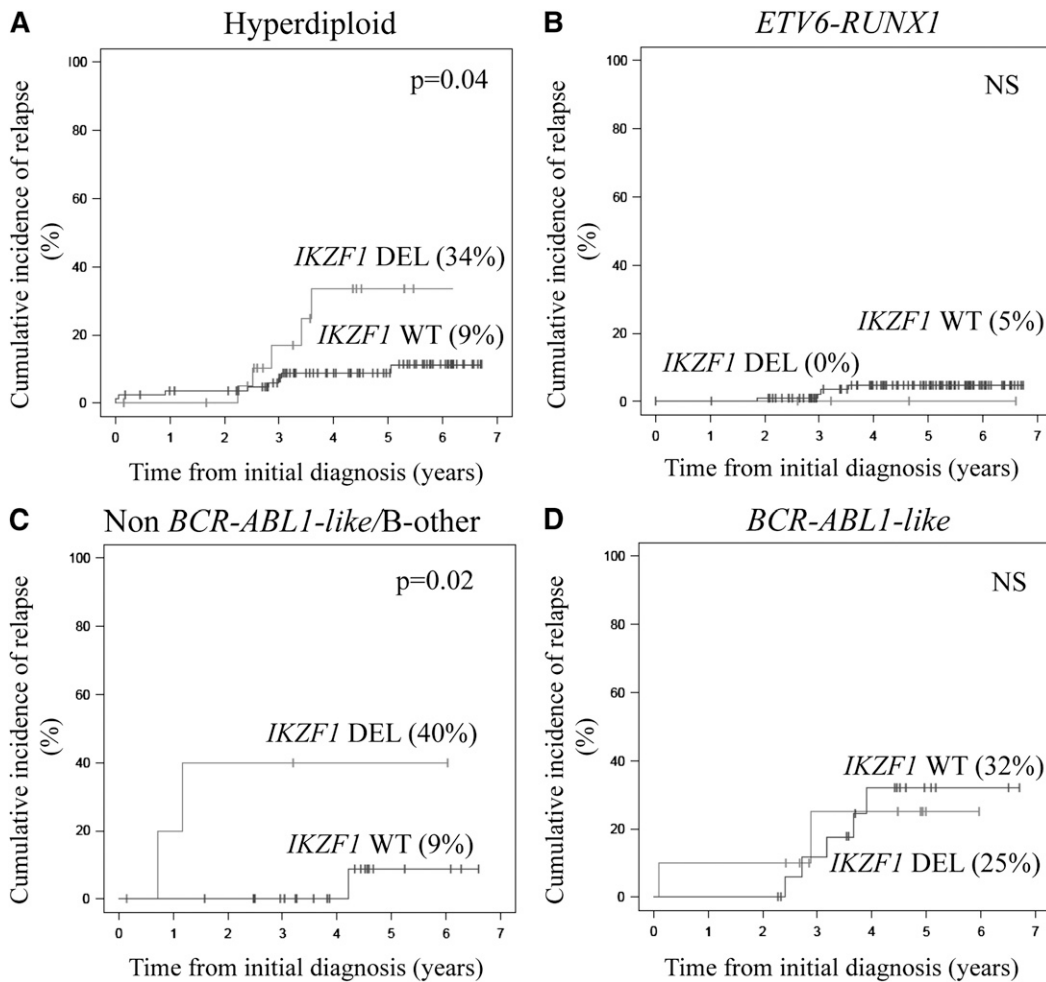 A
Hyperdiploid
Cumulative incidence of relapse
(%)
100
80
60
40
20
0
p=0.04
IKZF1 DEL (34%)
IKZF1 WT (9%)
0 1 2 3 4 5 6 7
Time from initial diagnosis (years)
B
ETV6-RUNX1
Cumulative incidence of relapse
(%)
100
80
60
40
20
0
NS
IKZF1 WT (5%)
IKZF1 DEL (0%)
0 1 2 3 4 5 6 7
Time from initial diagnosis (years)
C
Non BCR-ABL1-like/B-other
Cumulative incidence of relapse
(%)
100
80
60
40
20
0
p=0.02
IKZF1 DEL (40%)
IKZF1 WT (9%)
0 1 2 3 4 5 6 7
Time from initial diagnosis (years)
D
BCR-ABL1-like
Cumulative incidence of relapse
(%)
100
80
60
40
20
0
NS
IKZF1 WT (32%)
IKZF1 DEL (25%)
0 1 2 3 4 5 6 7
Time from initial diagnosis (years)